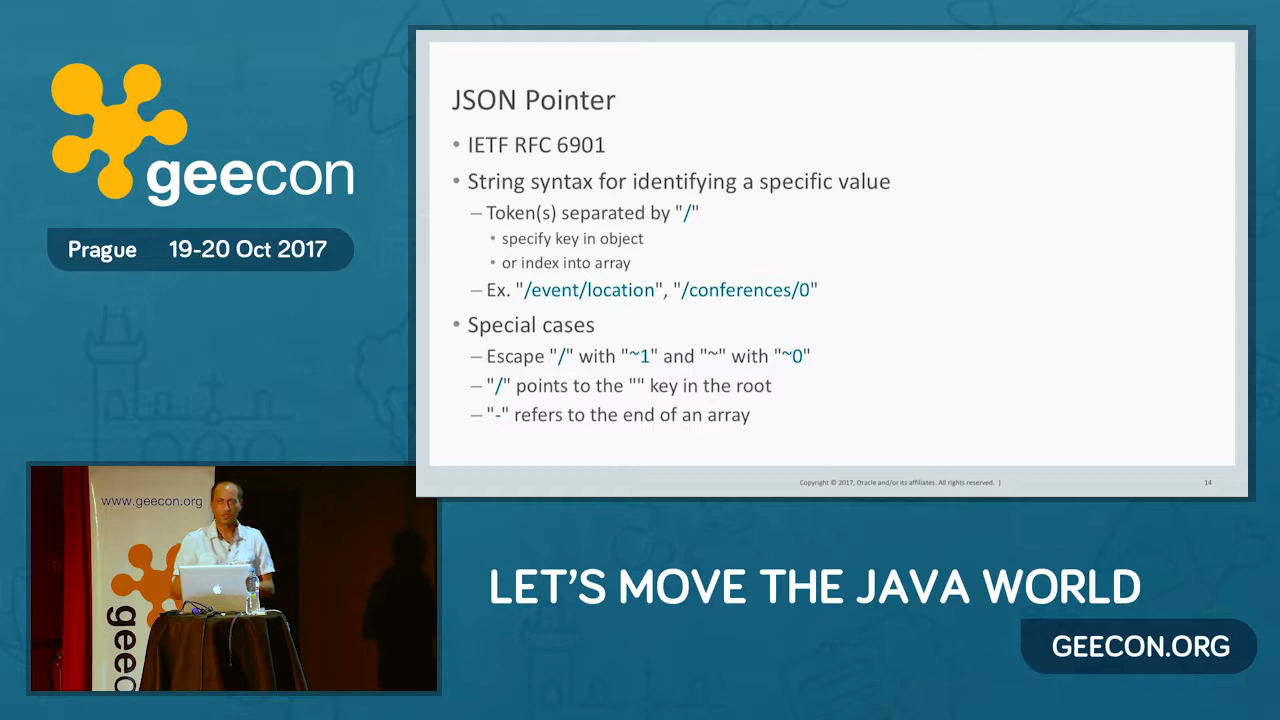 geecon
Prague 19-20 Oct 2017
JSON Pointer
• IETF RFC 6901
• String syntax for identifying a specific value
– Token(s) separated by "/"
• specify key in object
• or index into array
– Ex. "/event/location", "/conferences/0"
• Special cases
– Escape "/" with "~1" and "~" with "~0"
– "/" points to the "" key in the root
– "-" refers to the end of an array
Copyright © 2017, Oracle and/or its affiliates. All rights reserved. |
14
www.geecon.org
geeco
LET'S MOVE THE JAVA WORLD
GEECON.ORG